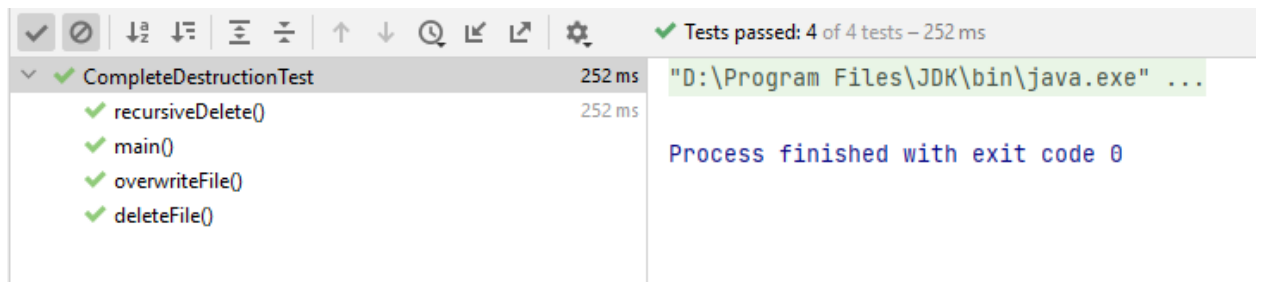 Tests passed: 4 of 4 tests – 252 ms
CompleteDestructionTest 252 ms
recursiveDelete() 252 ms
main()
overwriteFile()
deleteFile()
"D:\Program Files\JDK\bin\java.exe" ...
Process finished with exit code 0